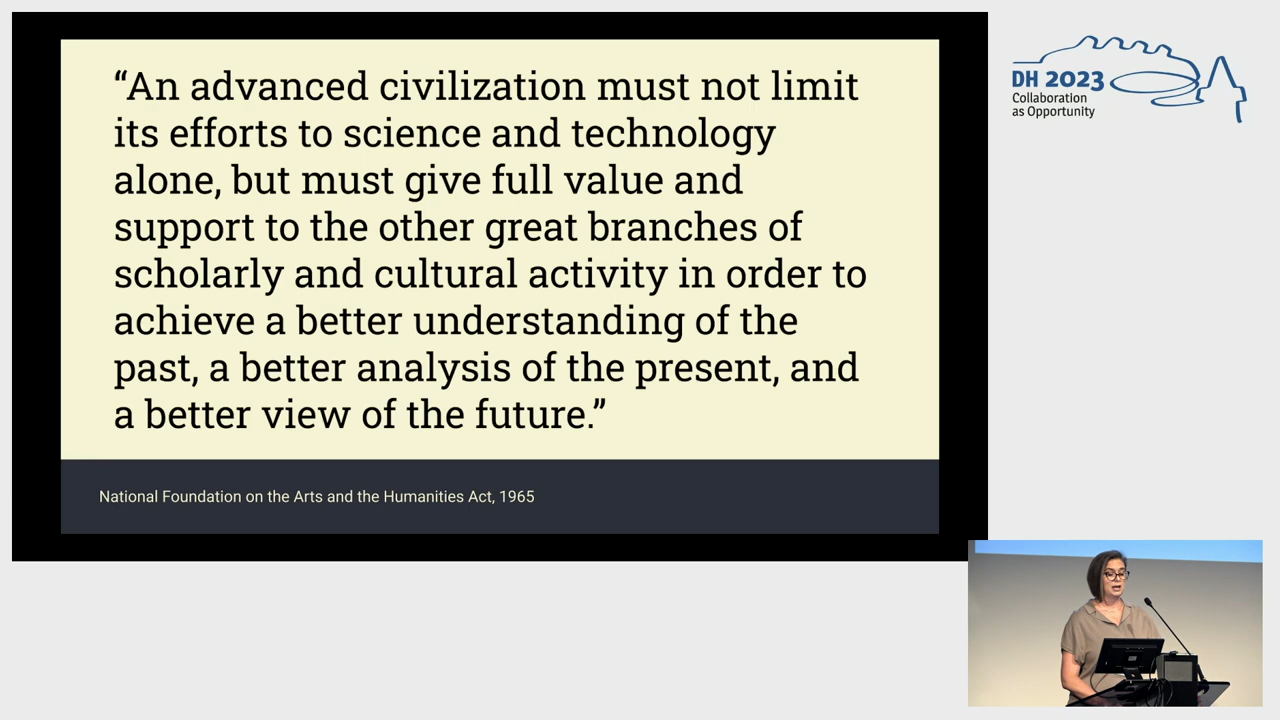 “An advanced civilization must not limit
its efforts to science and technology
alone, but must give full value and
support to the other great branches of
scholarly and cultural activity in order to
achieve a better understanding of the
past, a better analysis of the present, and
a better view of the future.”
National Foundation on the Arts and the Humanities Act, 1965
DH 2023
Collaboration
as Opportunity